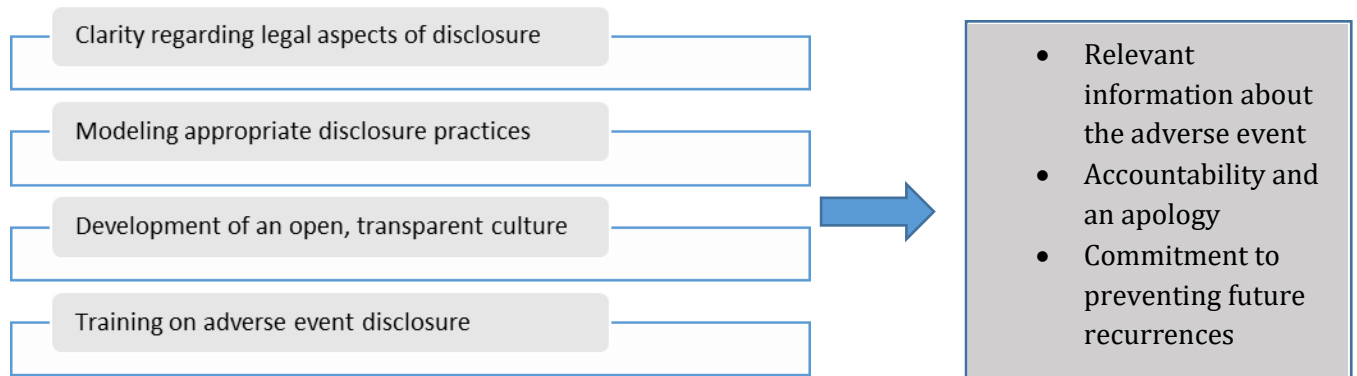 Clarity regarding legal aspects of disclosure
Modeling appropriate disclosure practices
Development of an open, transparent culture
Training on adverse event disclosure
• Relevant
information about
the adverse event
• Accountability and
an apology
• Commitment to
preventing future
recurrences